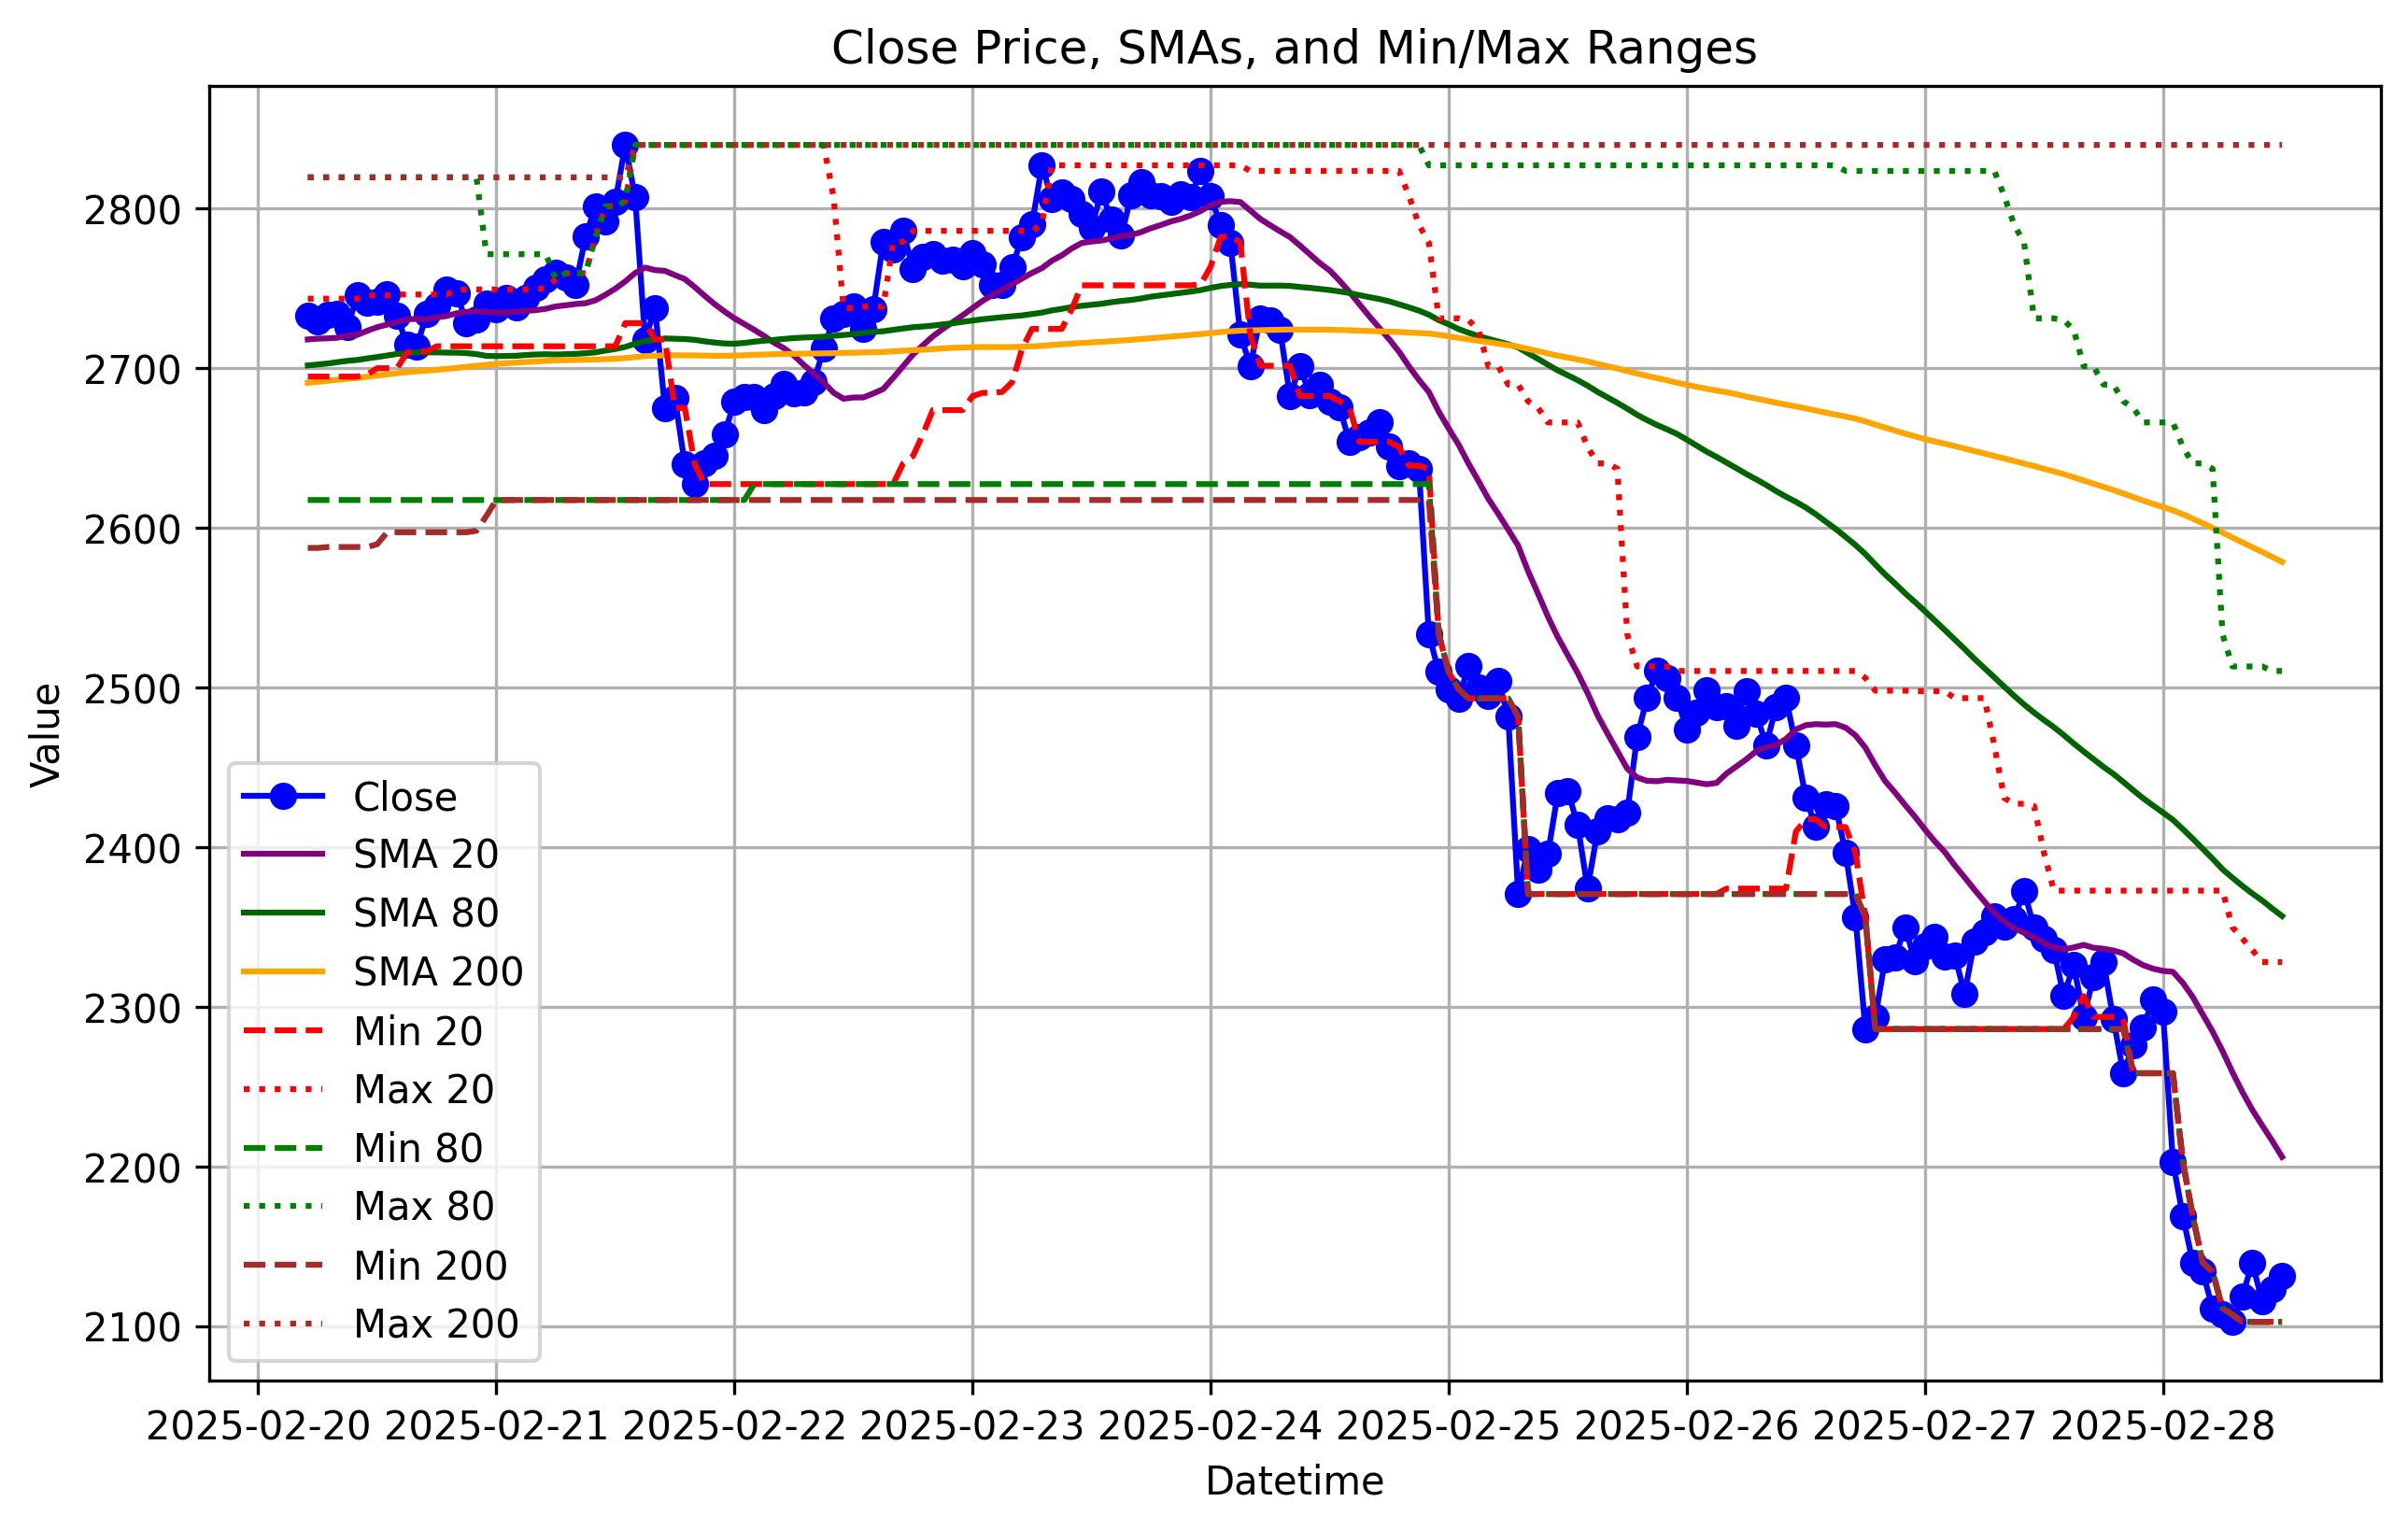 Close Price, SMAs, and Min/Max Ranges
Value
2800
2700
2600
2500
2400
2300
2200
2100
Close
SMA 20
SMA 80
SMA 200
Min 20
Max 20
Min 80
Max 80
Min 200
Max 200
2025-02-20 2025-02-21 2025-02-22 2025-02-23 2025-02-24 2025-02-25 2025-02-26 2025-02-27 2025-02-28
Datetime